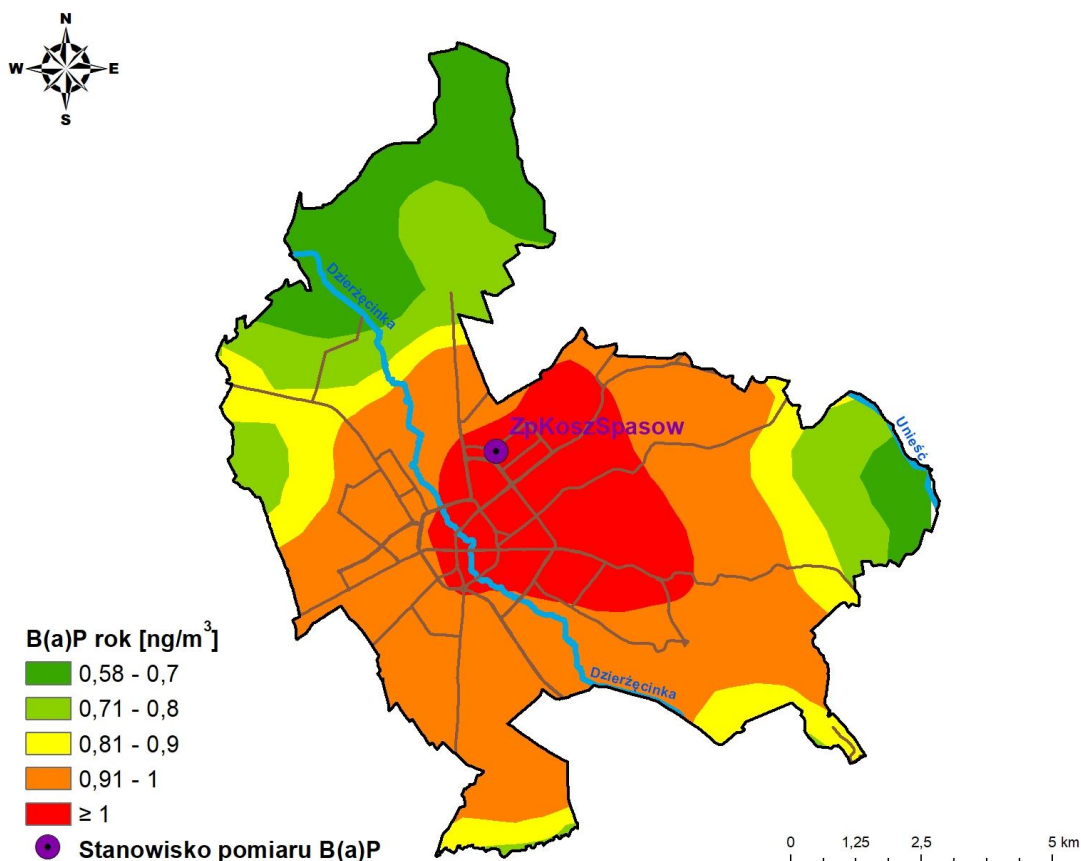 N
W
E
S
Dzierżęcinka
ZpKoszSpasow
Unieść
Dzierżęcinka
B(a)P rok [ng/m³]
0,58 - 0,7
0,71 - 0,8
0,81 - 0,9
0,91 - 1
≥ 1
Stanowisko pomiaru B(a)P
0 1,25 2,5 5 km